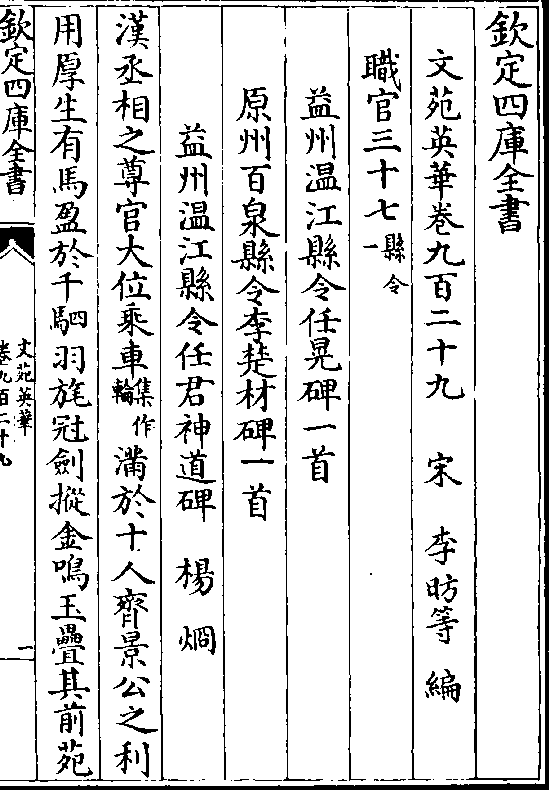 欽定四庫全書
文苑英華卷九百二十九 宋 李昉等 編
職官三十七 縣令一
益州温江縣令任晃碑一首
原州百泉縣令李楚材碑一首
益州温江縣令任君神道碑 楊烱
漢丞相之尊官大位乘車集作輪滿於十人齊景公之利
用厚生有馬盈於千駟羽旄冠劍摐金鳴玉疊其前苑
欽定四庫全書
文苑英華
卷九百二十九
一